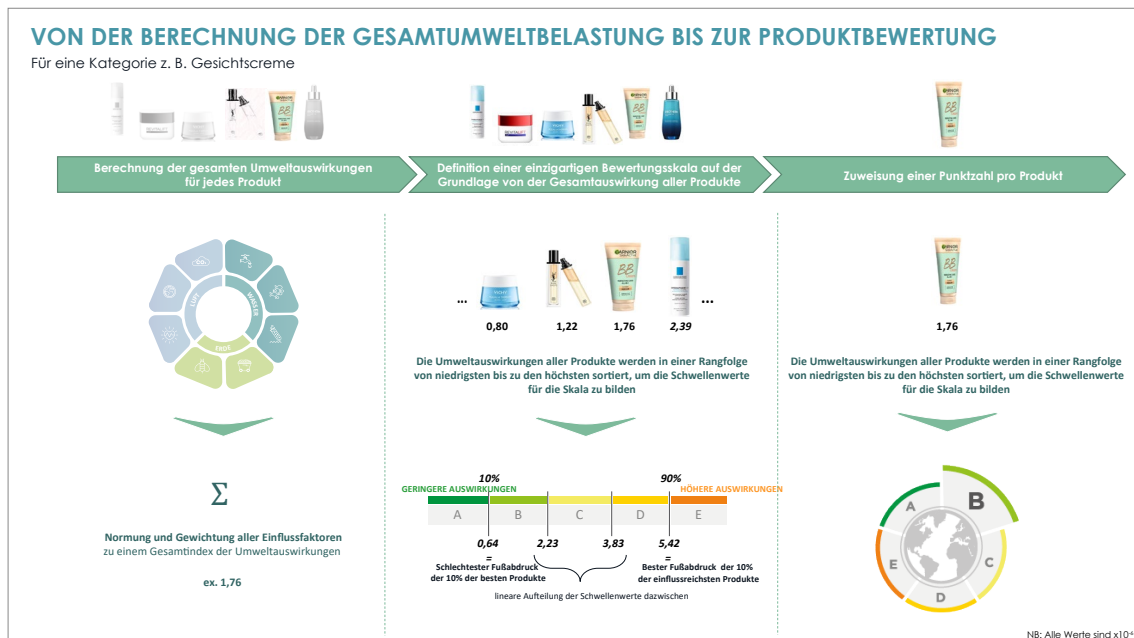 VON DER BERECHNUNG DER GESAMTUMWELTBELASTUNG BIS ZUR PRODUKTBEWERTUNG
Für eine Kategorie z. B. Gesichtscreme
Berechnung der gesamten Umweltauswirkungen
für jedes Produkt
Definition einer einzigartigen Bewertungsskala auf der
Grundlage von der Gesamtauswirkung aller Produkte
Zuweisung einer Punktzahl pro Produkt
CO₂
LUFT
WASSER
ERDE
GARNIER
BB
...
0,80
1,22
1,76
2,39
...
1,76
Die Umweltauswirkungen aller Produkte werden in einer Rangfolge
von niedrigsten bis zu den höchsten sortiert, um die Schwellenwerte
für die Skala zu bilden
Die Umweltauswirkungen aller Produkte werden in einer Rangfolge
von niedrigsten bis zu den höchsten sortiert, um die Schwellenwerte
für die Skala zu bilden
Σ
Normung und Gewichtung aller Einflussfaktoren
zu einem Gesamtindex der Umweltauswirkungen
ex. 1,76
10%
90%
GERINGERE AUSWIRKUNGEN
HÖHERE AUSWIRKUNGEN
A B C D E
0,64 2,23 3,83 5,42
= =
Schlechtester Fußabdruck
der 10% der besten Produkte
Bester Fußabdruck der 10%
der einflussreichsten Produkte
lineare Aufteilung der Schwellenwerte dazwischen
A
B
C
D
E
NB: Alle Werte sind x10⁻⁶